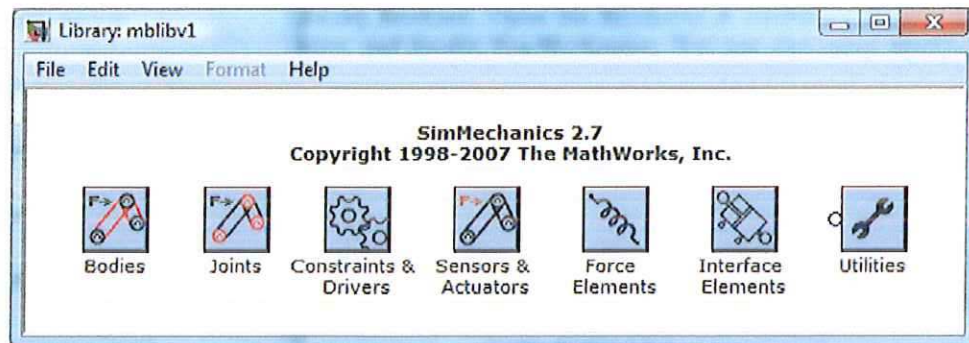 Library: mblibv1
File Edit View Format Help
SimMechanics 2.7
Copyright 1998-2007 The MathWorks, Inc.
F→ F→ F→
Bodies Joints Constraints & Sensors & Force Interface Utilities
Drivers Actuators Elements Elements